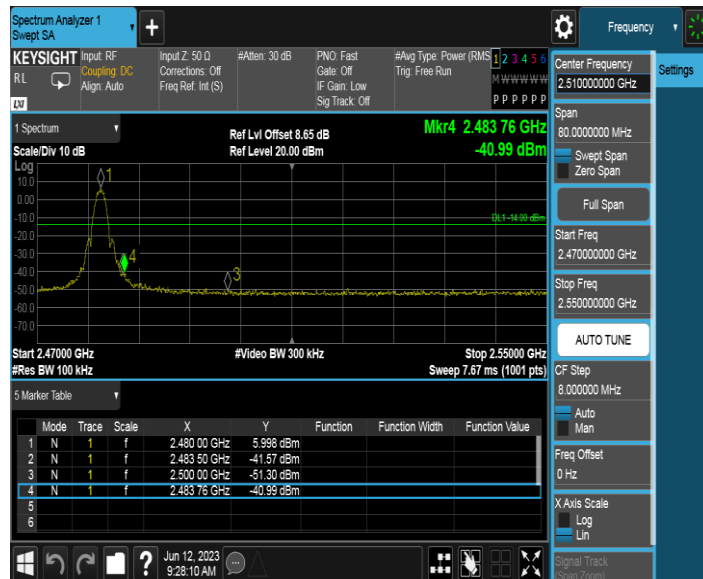 Spectrum Analyzer 1
Swept SA
Frequency
KEYSIGHT
RL
LXI
Input: RF
Coupling: DC
Align: Auto
Input Z: 50 Ω
Corrections: Off
Freq Ref: Int (S)
#Atten: 30 dB
PNO: Fast
Gate: Off
IF Gain: Low
Sig Track: Off
#Avg Type: Power (RMS
Trig: Free Run
1 2 3 4 5 6
M W W W W W
P P P P P P
Settings
1 Spectrum
Scale/Div 10 dB
Ref Lvl Offset 8.65 dB
Ref Level 20.00 dBm
Mkr4 2.483 76 GHz
-40.99 dBm
Log
10.0
0.00
-10.0
-20.0
-30.0
-40.0
-50.0
-60.0
-70.0
1
4
3
DL1 -14.00 dBm
Start 2.47000 GHz
#Res BW 100 kHz
#Video BW 300 kHz
Stop 2.55000 GHz
Sweep 7.67 ms (1001 pts)
5 Marker Table
Mode Trace Scale X Y Function Function Width Function Value
1 N 1 f 2.480 00 GHz 5.998 dBm
2 N 1 f 2.483 50 GHz -41.57 dBm
3 N 1 f 2.500 00 GHz -51.30 dBm
4 N 1 f 2.483 76 GHz -40.99 dBm
5
6
Jun 12, 2023
9:28:10 AM
Center Frequency
2.510000000 GHz
Span
80.0000000 MHz
Swept Span
Zero Span
Full Span
Start Freq
2.470000000 GHz
Stop Freq
2.550000000 GHz
AUTO TUNE
CF Step
8.000000 MHz
Auto
Man
Freq Offset
0 Hz
X Axis Scale
Log
Lin
Signal Track
(Span Zoom)